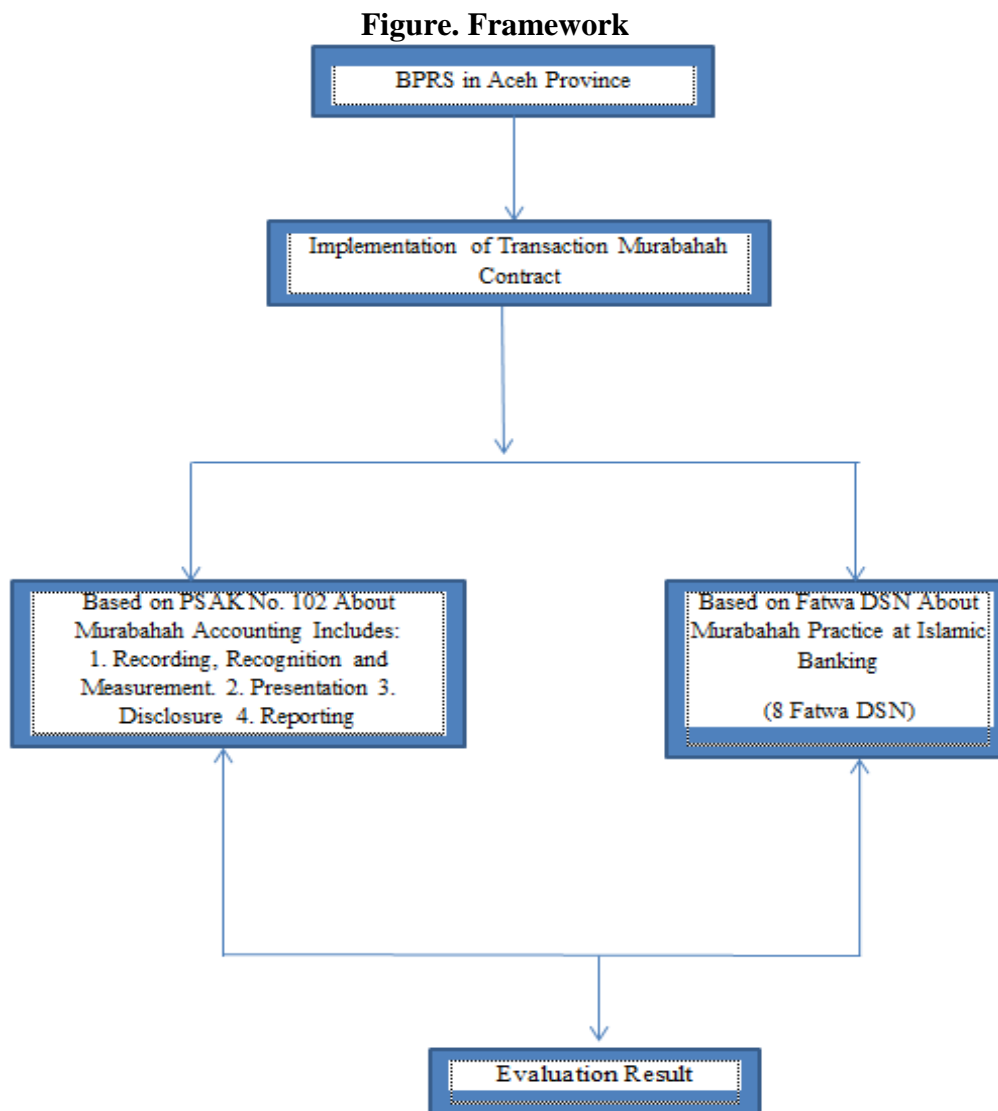 Figure. Framework
BPRS in Aceh Province
Implementation of Transaction Murabahah
Contract
Based on PSAK No. 102 About
Murabahah Accounting Includes:
1. Recording, Recognition and
Measurement. 2. Presentation 3.
Disclosure 4. Reporting
Based on Fatwa DSN About
Murabahah Practice at Islamic
Banking
(8 Fatwa DSN)
Evaluation Result